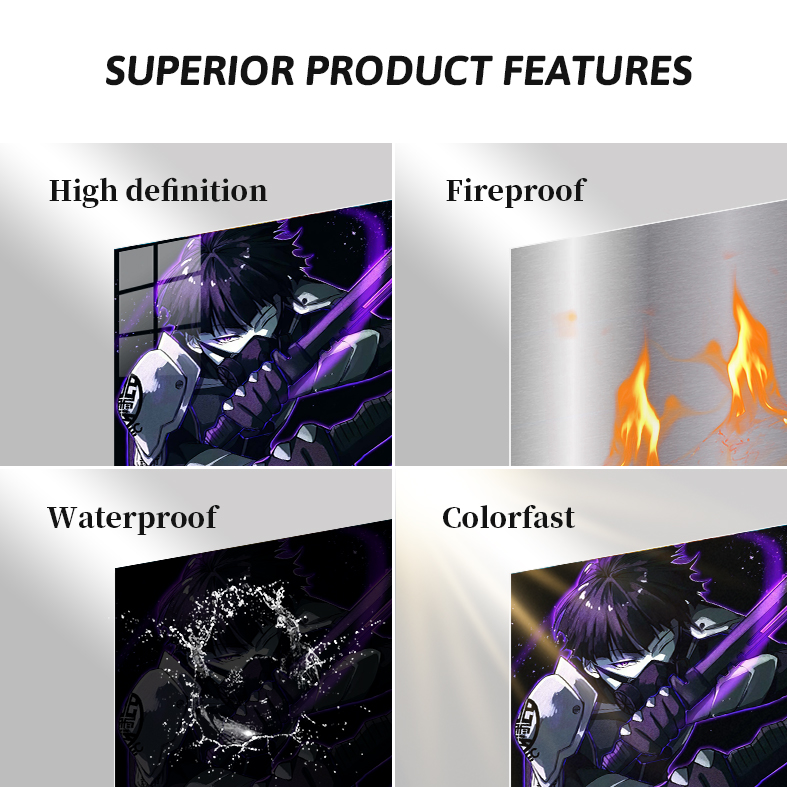 SUPERIOR PRODUCT FEATURES
High definition
Fireproof
Waterproof
Colorfast